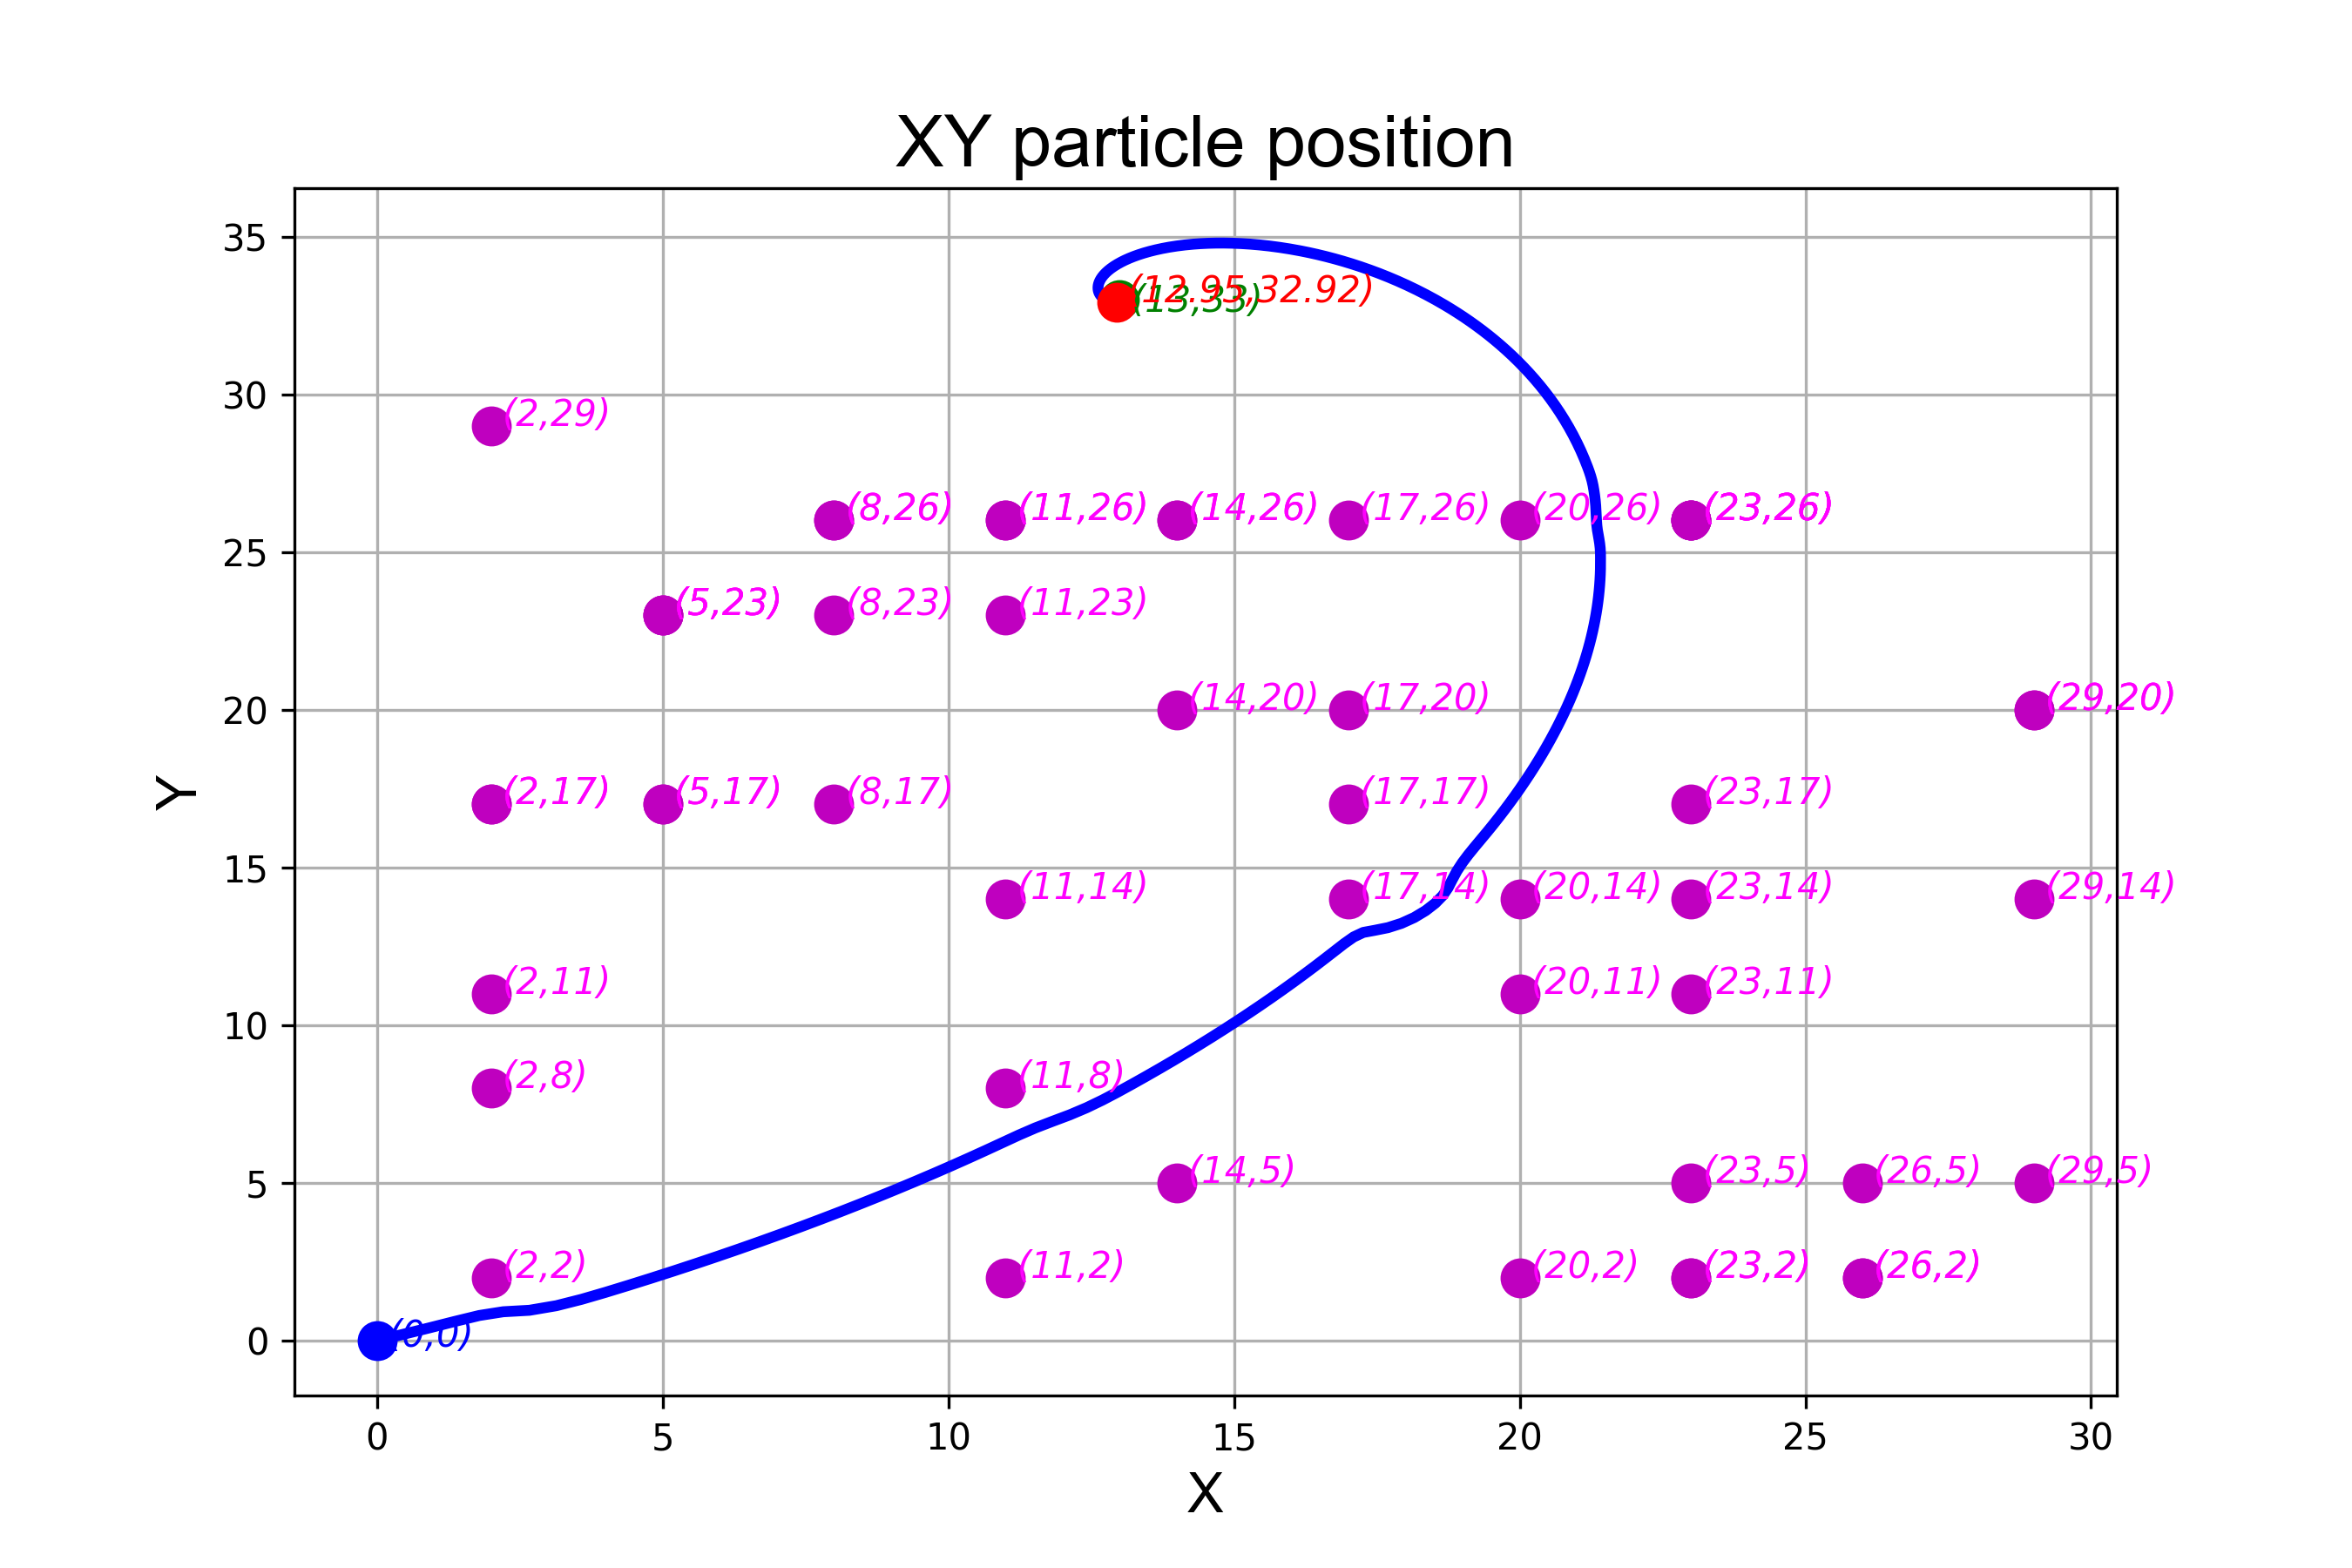 XY particle position
35
(12.95,32.92)
(13,33)
30
(2,29)
(8,26) (11,26) (14,26) (17,26) (20,26) (23,26)
25
(5,23) (8,23) (11,23)
20
(14,20) (17,20) (29,20)
Y
(2,17) (5,17) (8,17) (17,17) (23,17)
15
(11,14) (17,14) (20,14) (23,14) (29,14)
(2,11) (20,11) (23,11)
10
(2,8) (11,8)
5
(14,5) (23,5) (26,5) (29,5)
(2,2) (11,2) (20,2) (23,2) (26,2)
0
(0,0)
0 5 10 15 20 25 30
X